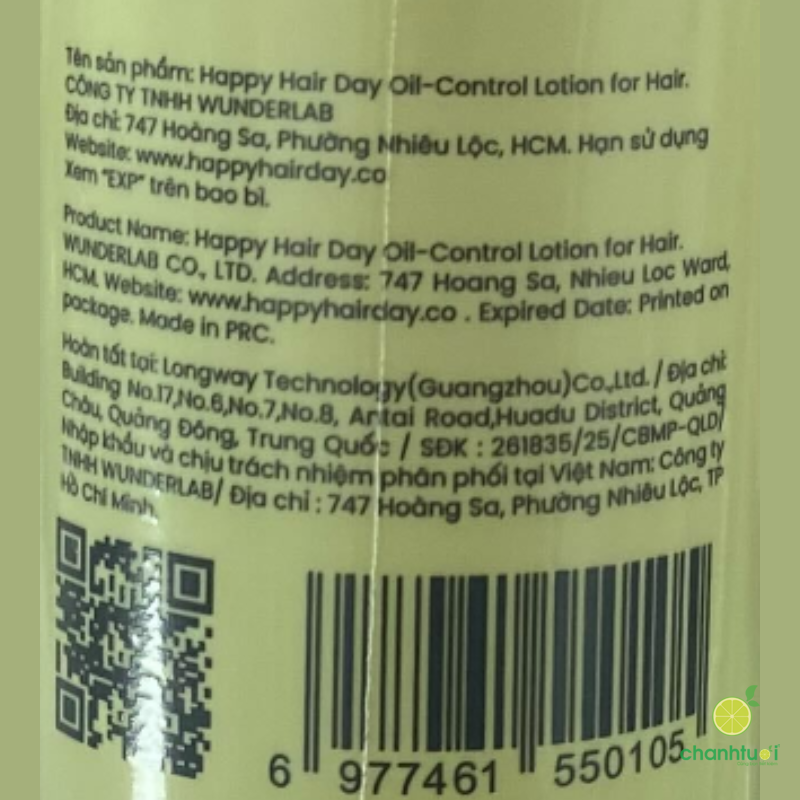 Tên sản phẩm: Happy Hair Day Oil-Control Lotion for Hair.
CÔNG TY TNHH WUNDERLAB
Địa chỉ: 747 Hoàng Sa, Phường Nhiêu Lộc, HCM. Hạn sử dụng
Website: www.happyhairday.co
Xem "EXP" trên bao bì.
Product Name: Happy Hair Day Oil-Control Lotion for Hair.
WUNDERLAB CO., LTD. Address: 747 Hoang Sa, Nhieu Loc Ward,
HCM. Website: www.happyhairday.co . Expired Date: Printed on
package. Made in PRC.
Hoàn tất tại: Longway Technology(Guangzhou)Co.,Ltd. / Địa chỉ:
Building No.17,No.6,No.7,No.8, Antai Road,Huadu District, Quảng
Châu, Quảng Đông, Trung Quốc / SĐK : 261835/25/CBMP-QLD/
Nhập khẩu và chịu trách nhiệm phân phối tại Việt Nam: Công ty
TNHH WUNDERLAB/ Địa chỉ : 747 Hoàng Sa, Phường Nhiêu Lộc, TP
Hồ Chí Minh.
6 977461 550105
chanhtươi